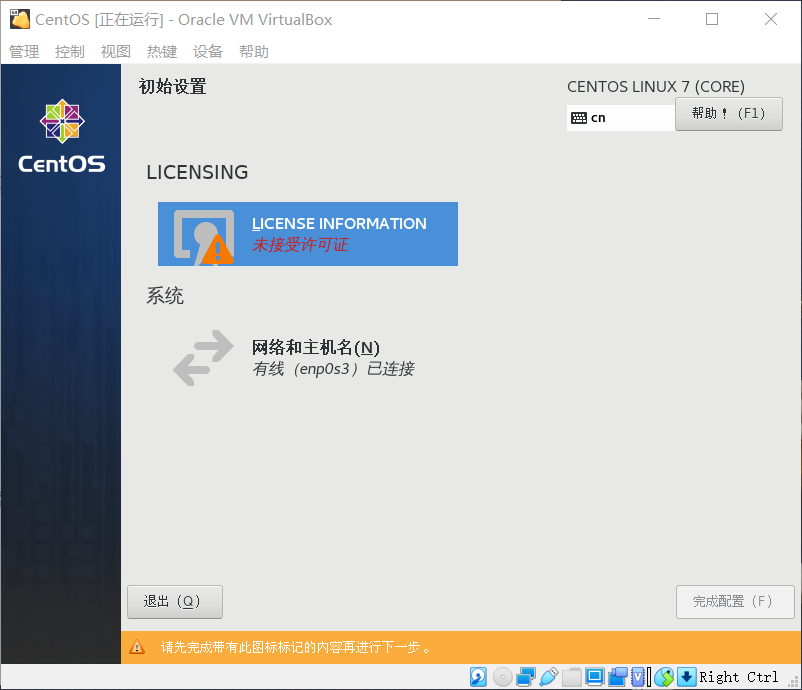 CentOS [正在运行] - Oracle VM VirtualBox
管理 控制 视图 热键 设备 帮助
初始设置
CENTOS LINUX 7 (CORE)
cn
帮助！（F1）
CentOS
LICENSING
LICENSE INFORMATION
未接受许可证
系统
网络和主机名(N)
有线（enp0s3）已连接
退出（Q）
完成配置（F）
请先完成带有此图标标记的内容再进行下一步。
Right Ctrl